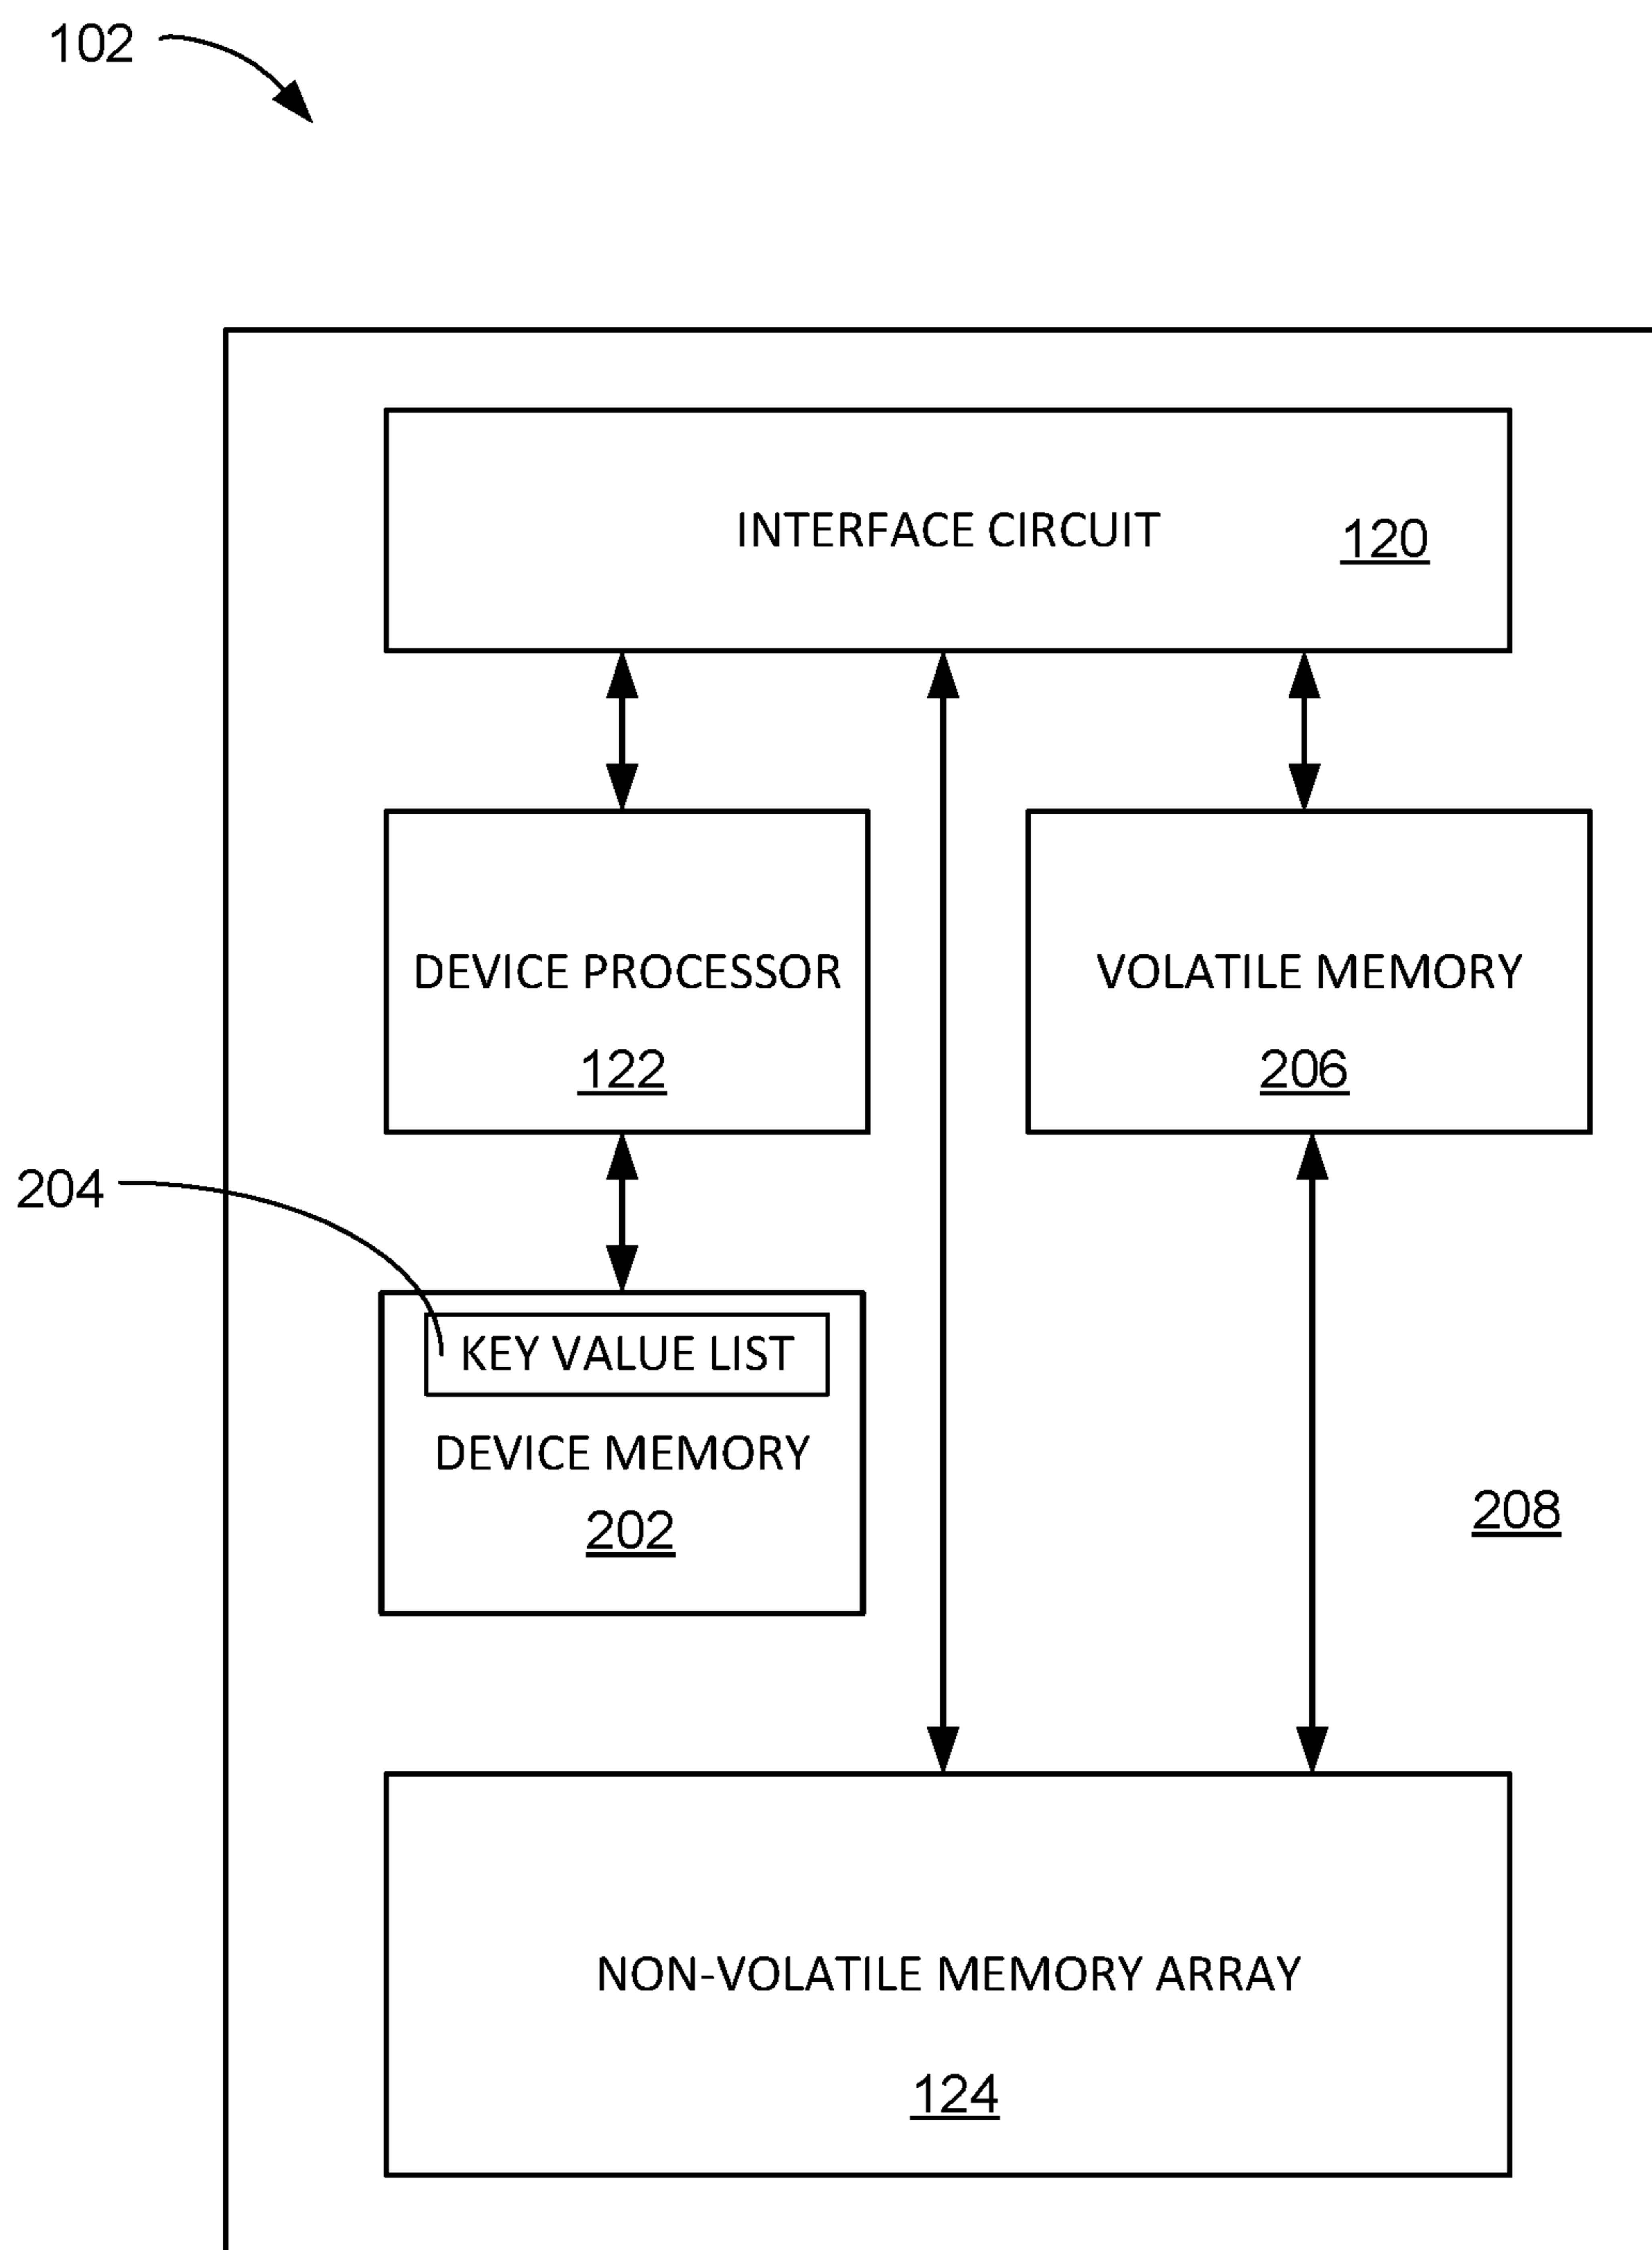 102
INTERFACE CIRCUIT
120
DEVICE PROCESSOR
122
VOLATILE MEMORY
206
204
KEY VALUE LIST
DEVICE MEMORY
202
208
NON-VOLATILE MEMORY ARRAY
124